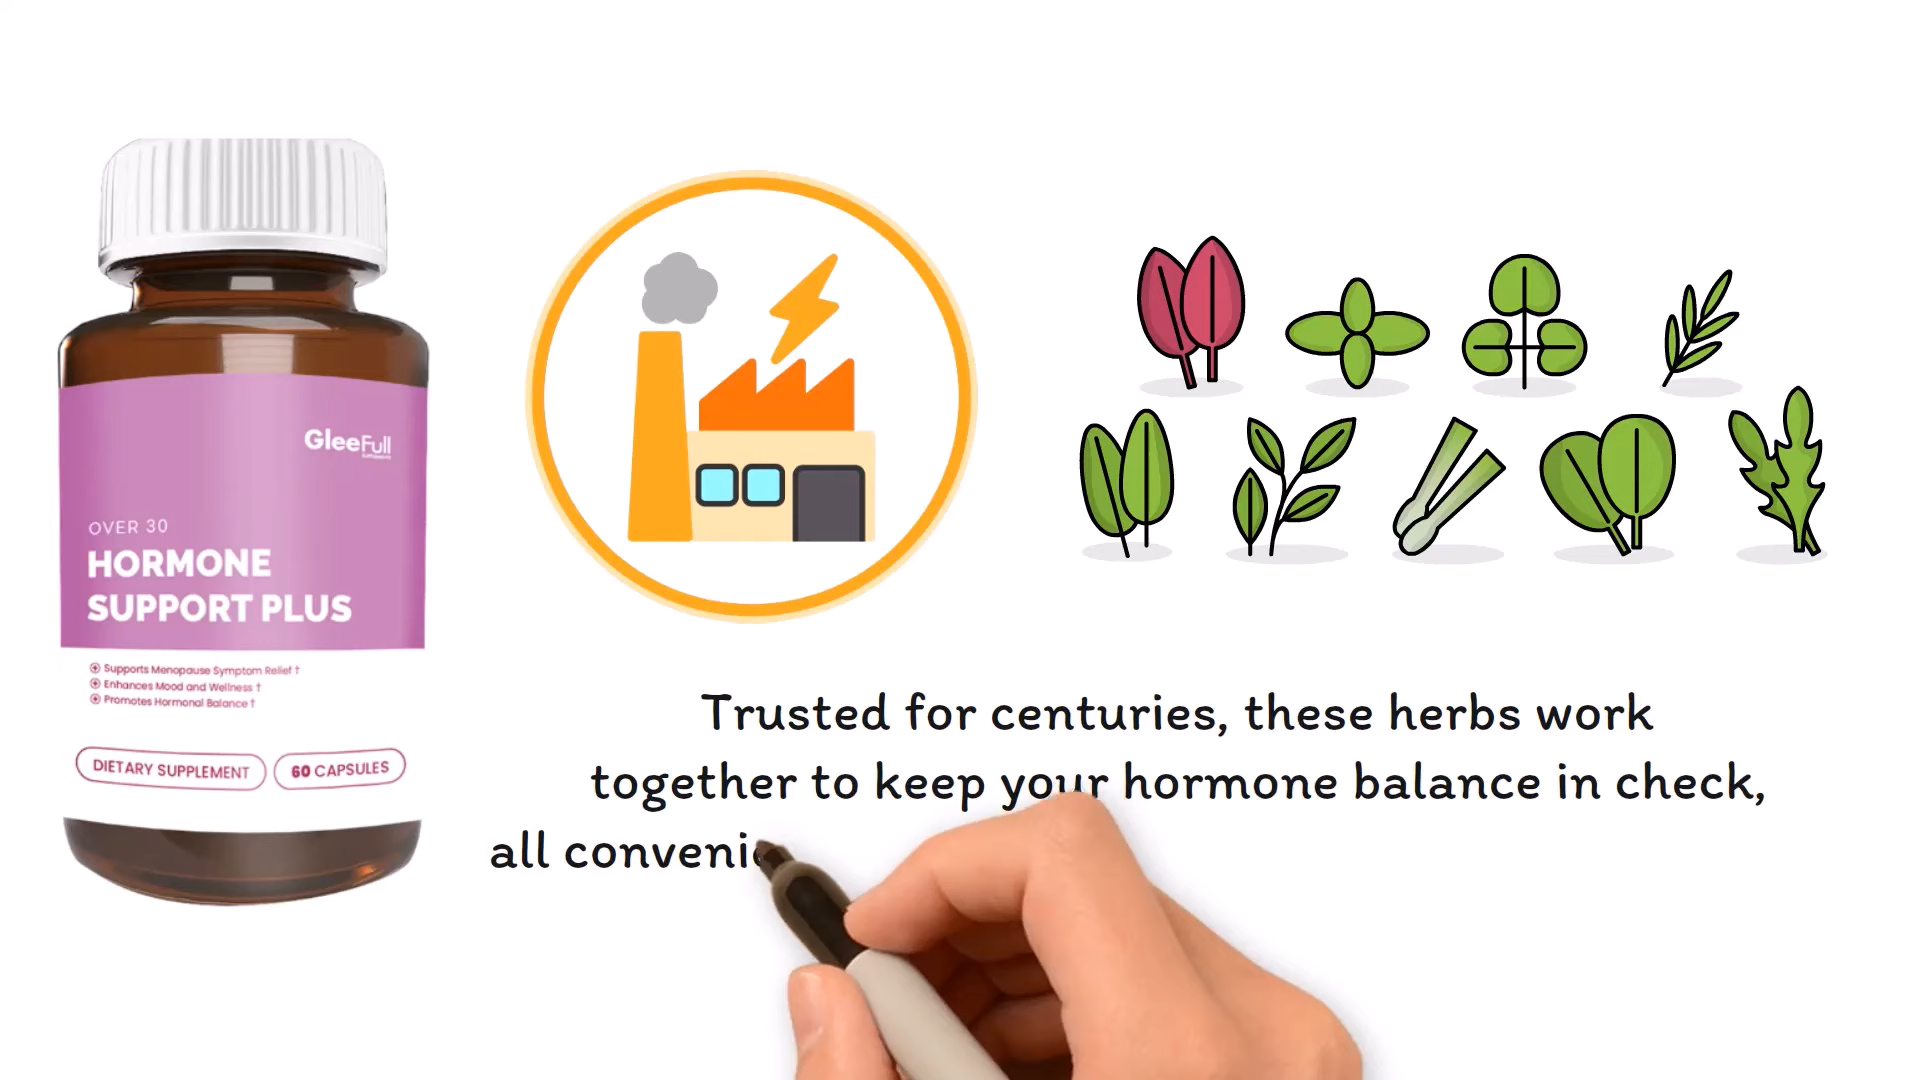 GleeFull
OVER 30
HORMONE
SUPPORT PLUS
Supports Menopause Symptom Relief †
Enhances Mood and Wellness †
Promotes Hormonal Balance †
DIETARY SUPPLEMENT
60 CAPSULES
Trusted for centuries, these herbs work
together to keep your hormone balance in check,
all conveni